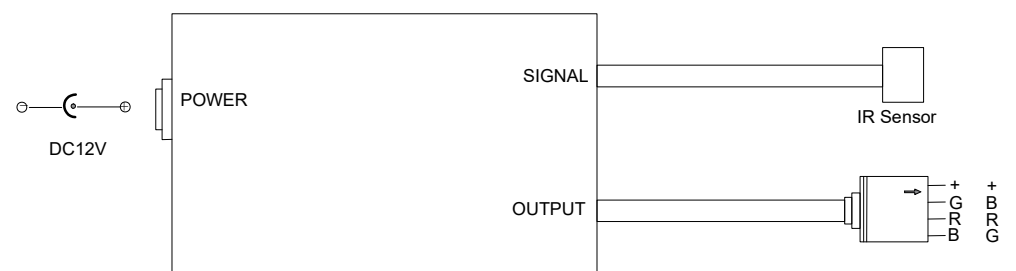 SIGNAL
POWER
IR Sensor
DC12V
OUTPUT
+ +
G B
R R
B G